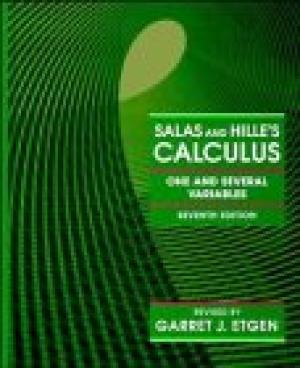 SALAS AND HILLE'S
CALCULUS
ONE AND SEVERAL
VARIABLES
SEVENTH EDITION
REVISED BY
GARRET J. ETGEN